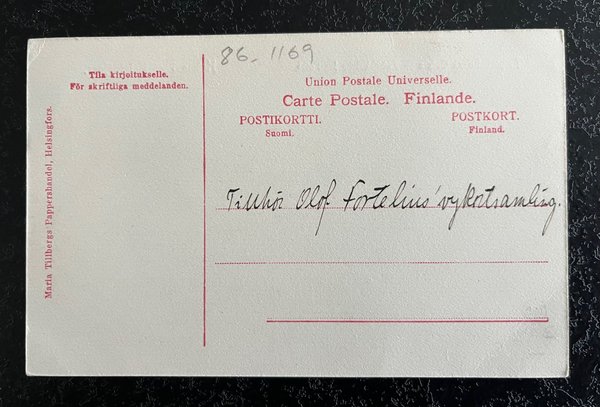 86-1169
Tila kirjoitukselle.
För skriftliga meddelanden.
Union Postale Universelle.
Carte Postale. Finlande.
POSTIKORTTI. POSTKORT.
Suomi. Finland.
Tillhör Olof Fortelius' vykortsamling.
Maria Tillbergs Pappershandel, Helsingfors.